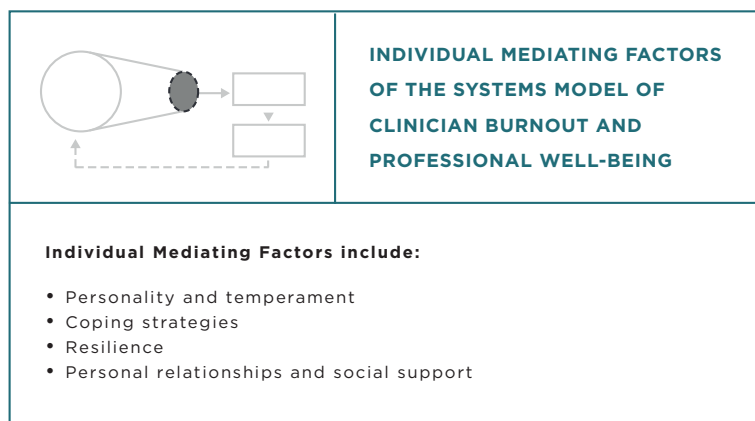 INDIVIDUAL MEDIATING FACTORS
OF THE SYSTEMS MODEL OF
CLINICIAN BURNOUT AND
PROFESSIONAL WELL-BEING
Individual Mediating Factors include:
• Personality and temperament
• Coping strategies
• Resilience
• Personal relationships and social support